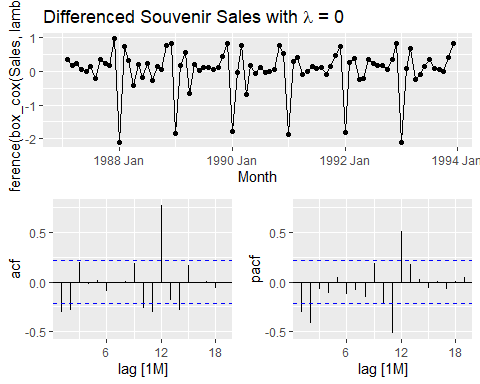 Differenced Souvenir Sales with λ = 0
ference(box_cox(Sales, lamb
1
0
-1
-2
1988 Jan
1990 Jan
1992 Jan
1994 Jan
Month
acf
0.5
0.0
-0.5
6
12
18
lag [1M]
pacf
0.5
0.0
-0.5
6
12
18
lag [1M]